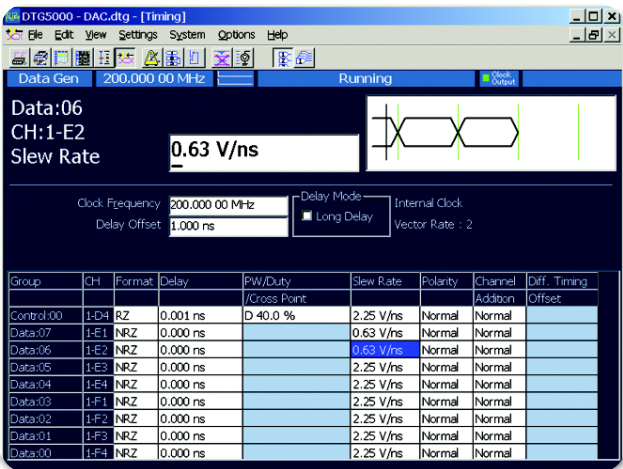 DTG5000 - DAC.dtg - [Timing]
File Edit View Settings System Options Help
Data Gen 200.000 00 MHz Running Clock Output
Data:06
CH:1-E2
Slew Rate 0.63 V/ns
Clock Frequency 200.000 00 MHz Delay Mode Internal Clock
Delay Offset 1.000 ns Long Delay Vector Rate : 2
Group CH Format Delay PW/Duty Slew Rate Polarity Channel Diff. Timing
/Cross Point Addition Offset
Control:00 1-D4 RZ 0.001 ns D 40.0 % 2.25 V/ns Normal Normal
Data:07 1-E1 NRZ 0.000 ns 0.63 V/ns Normal Normal
Data:06 1-E2 NRZ 0.000 ns 0.63 V/ns Normal Normal
Data:05 1-E3 NRZ 0.000 ns 2.25 V/ns Normal Normal
Data:04 1-E4 NRZ 0.000 ns 2.25 V/ns Normal Normal
Data:03 1-F1 NRZ 0.000 ns 2.25 V/ns Normal Normal
Data:02 1-F2 NRZ 0.000 ns 2.25 V/ns Normal Normal
Data:01 1-F3 NRZ 0.000 ns 2.25 V/ns Normal Normal
Data:00 1-F4 NRZ 0.000 ns 2.25 V/ns Normal Normal